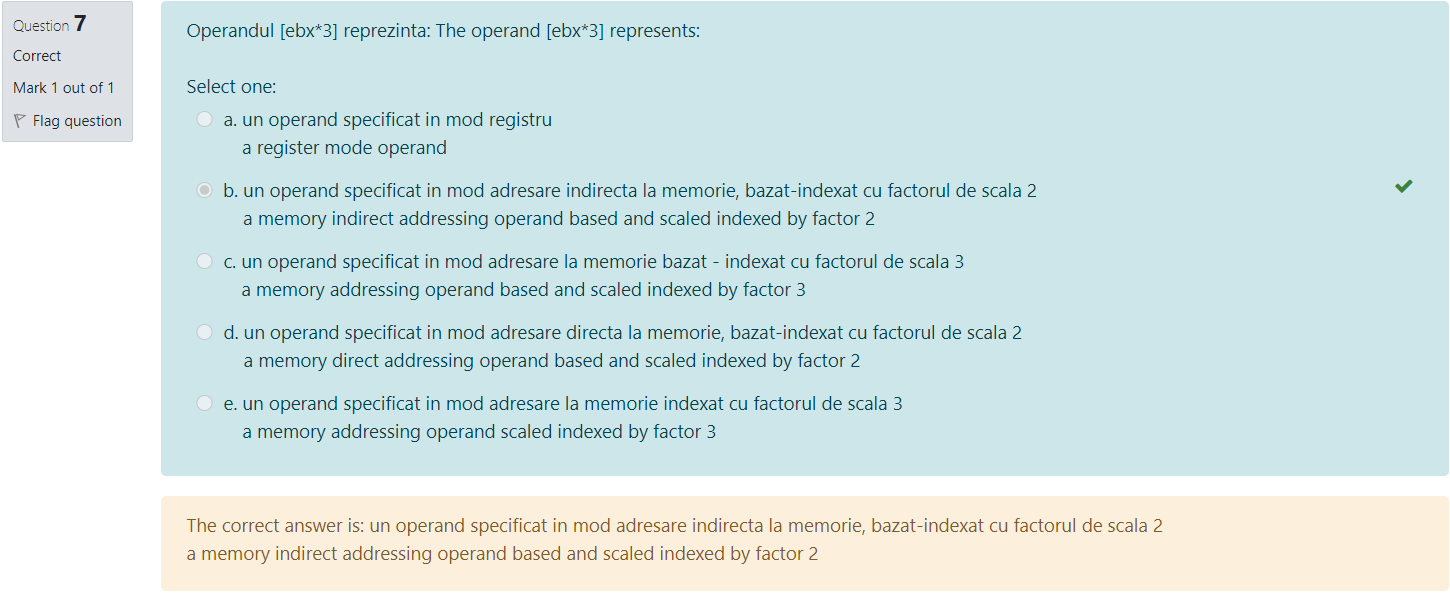 Question 7
Correct
Mark 1 out of 1
Flag question
Operandul [ebx*3] reprezinta: The operand [ebx*3] represents:
Select one:
a. un operand specificat in mod registru
a register mode operand
b. un operand specificat in mod adresare indirecta la memorie, bazat-indexat cu factorul de scala 2
a memory indirect addressing operand based and scaled indexed by factor 2
c. un operand specificat in mod adresare la memorie bazat - indexat cu factorul de scala 3
a memory addressing operand based and scaled indexed by factor 3
d. un operand specificat in mod adresare directa la memorie, bazat-indexat cu factorul de scala 2
a memory direct addressing operand based and scaled indexed by factor 2
e. un operand specificat in mod adresare la memorie indexat cu factorul de scala 3
a memory addressing operand scaled indexed by factor 3
The correct answer is: un operand specificat in mod adresare indirecta la memorie, bazat-indexat cu factorul de scala 2
a memory indirect addressing operand based and scaled indexed by factor 2